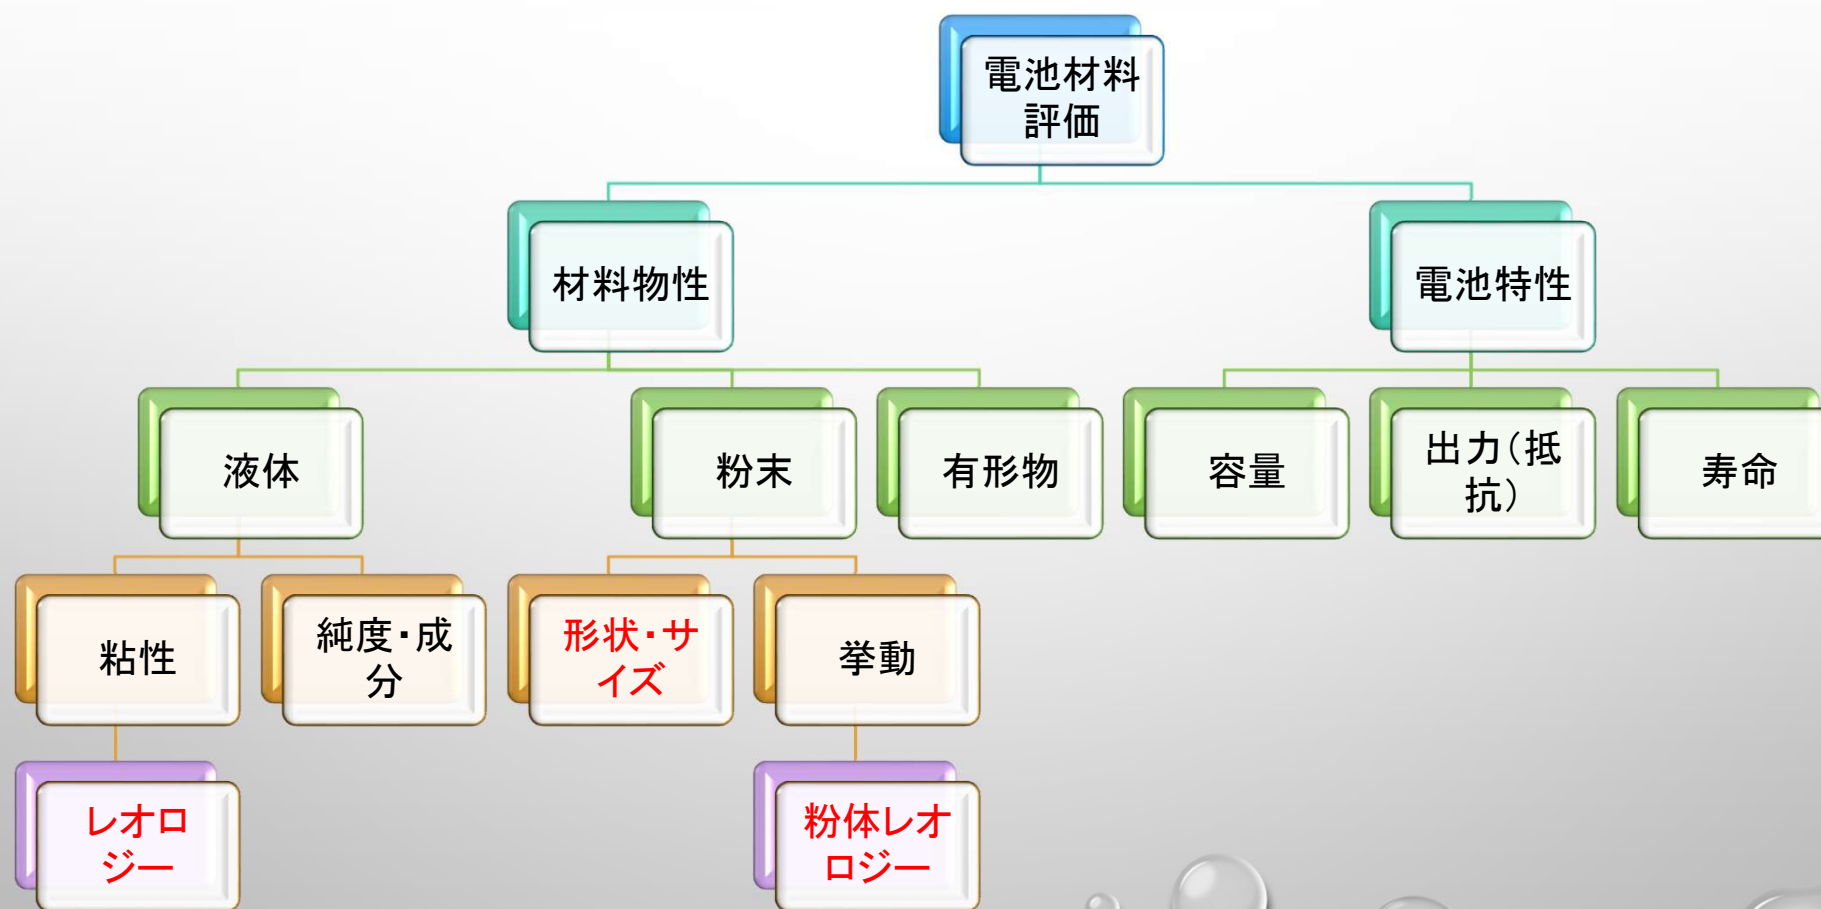 電池材料
評価
材料物性
電池特性
液体
粉末
有形物
容量
出力（抵
抗）
寿命
粘性
純度・成
分
形状・サ
イズ
挙動
レオロ
ジー
粉体レオ
ロジー